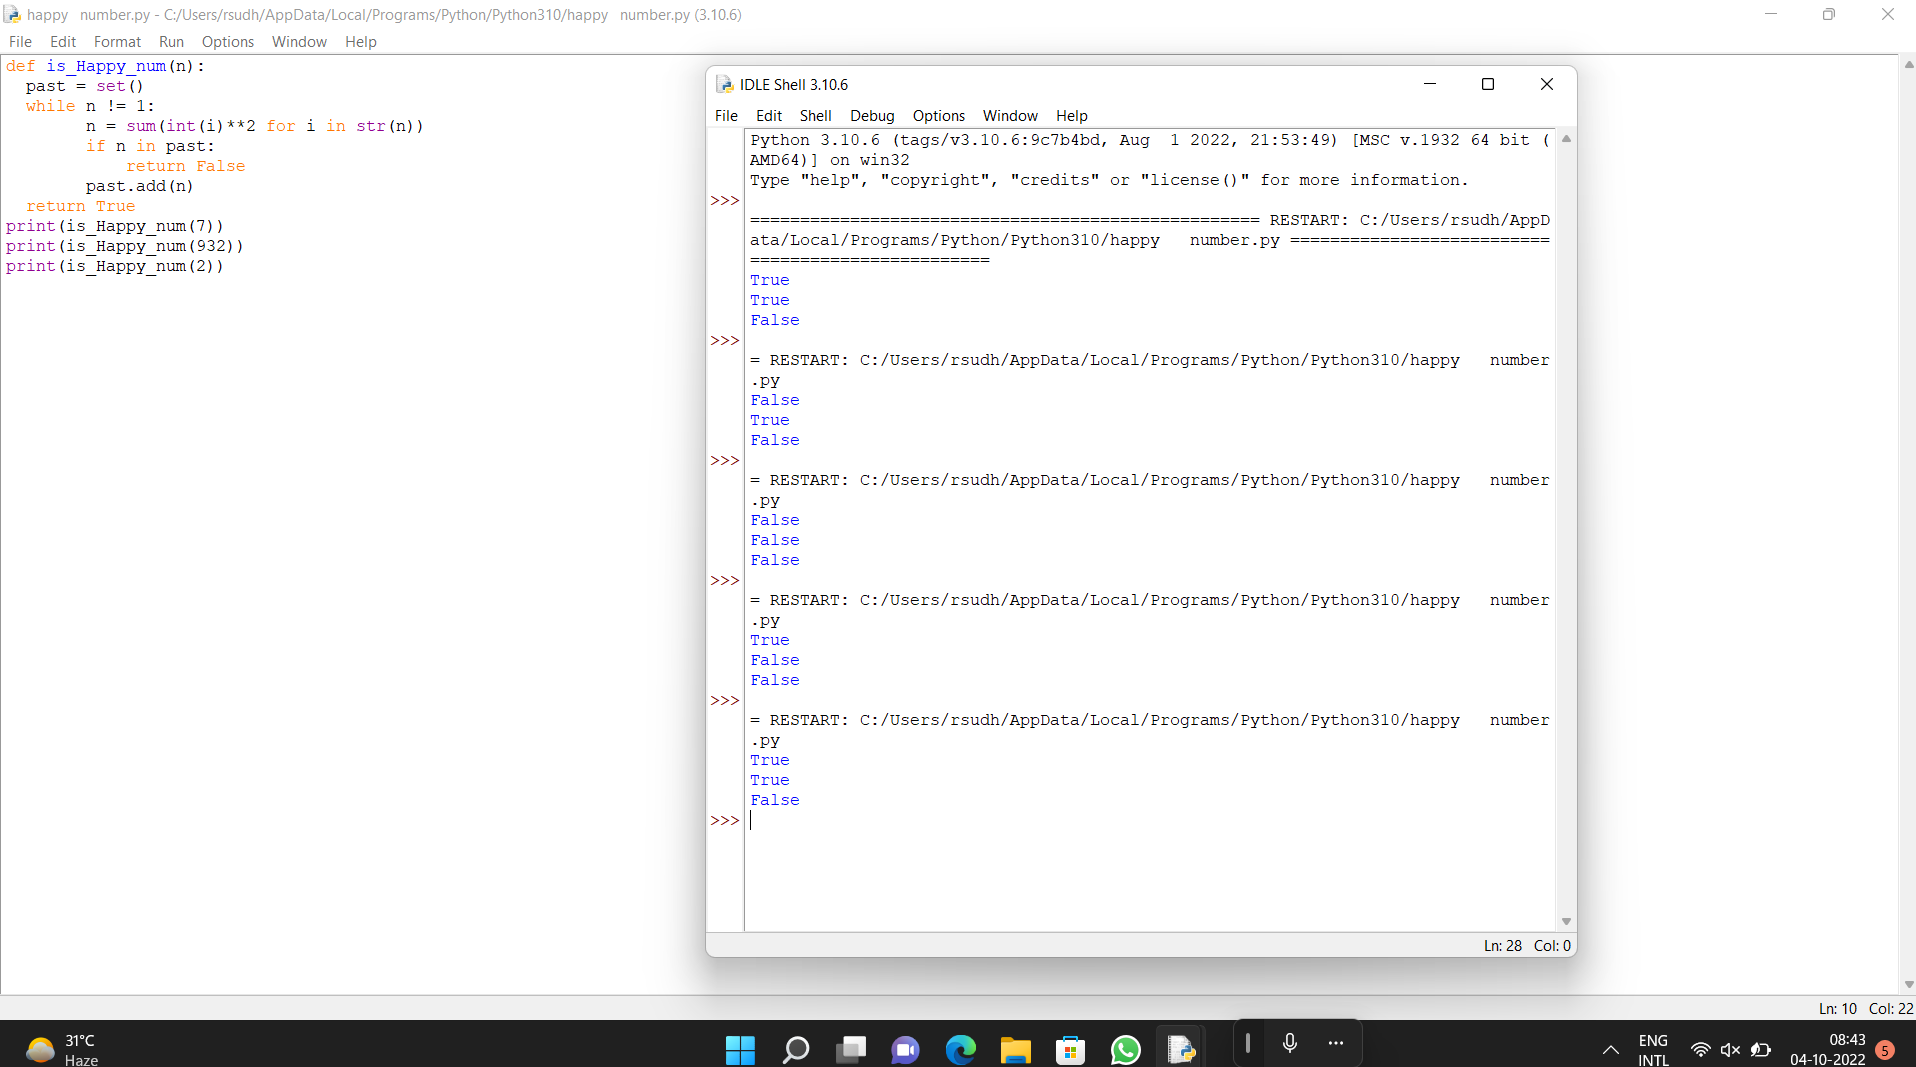 happy   number.py - C:/Users/rsudh/AppData/Local/Programs/Python/Python310/happy   number.py (3.10.6)
File Edit Format Run Options Window Help
def is_Happy_num(n):
  past = set()
  while n != 1:
        n = sum(int(i)**2 for i in str(n))
        if n in past:
            return False
        past.add(n)
  return True
print(is_Happy_num(7))
print(is_Happy_num(932))
print(is_Happy_num(2))
IDLE Shell 3.10.6
File Edit Shell Debug Options Window Help
Python 3.10.6 (tags/v3.10.6:9c7b4bd, Aug  1 2022, 21:53:49) [MSC v.1932 64 bit (
AMD64)] on win32
Type "help", "copyright", "credits" or "license()" for more information.
>>>
=================================================== RESTART: C:/Users/rsudh/AppD
ata/Local/Programs/Python/Python310/happy   number.py ==========================
========================
True
True
False
>>>
= RESTART: C:/Users/rsudh/AppData/Local/Programs/Python/Python310/happy   number
.py
False
True
False
>>>
= RESTART: C:/Users/rsudh/AppData/Local/Programs/Python/Python310/happy   number
.py
False
False
False
>>>
= RESTART: C:/Users/rsudh/AppData/Local/Programs/Python/Python310/happy   number
.py
True
False
False
>>>
= RESTART: C:/Users/rsudh/AppData/Local/Programs/Python/Python310/happy   number
.py
True
True
False
>>>
Ln: 28 Col: 0
Ln: 10 Col: 22
31°C
Haze
ENG
INTL
08:43
04-10-2022
5